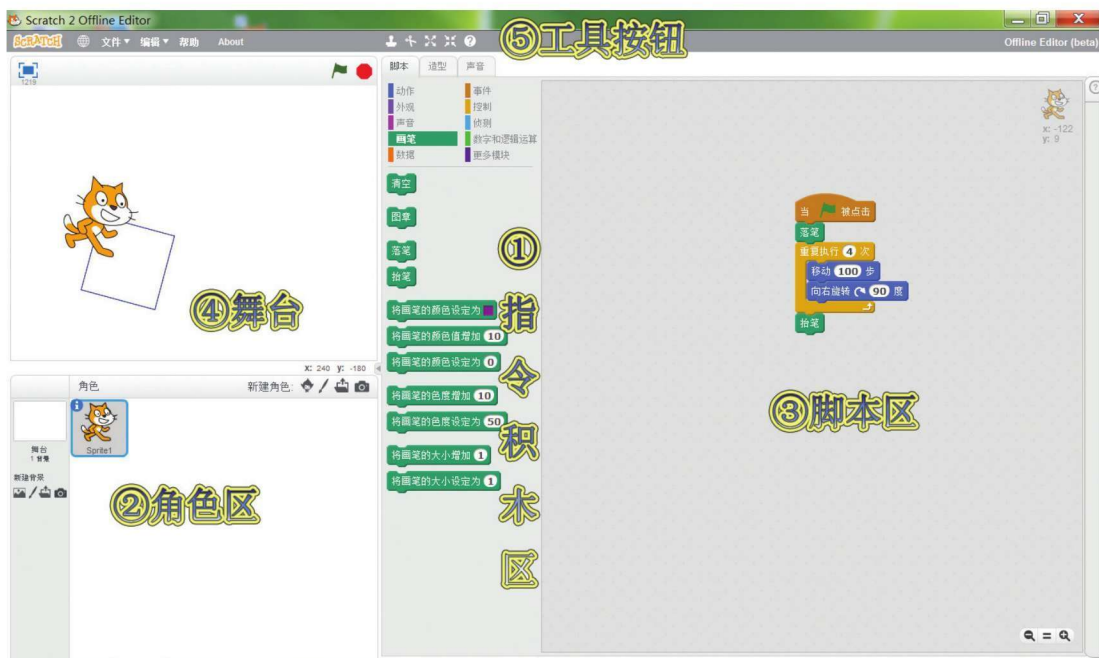 Scratch 2 Offline Editor
SCRATCH 文件▼ 编辑▼ 帮助 About
⑤工具按钮
Offline Editor (beta)
v219
脚本 造型 声音
动作 事件
外观 控制
声音 侦测
画笔 数字和逻辑运算
数据 更多模块
清空
图章
落笔
抬笔
将画笔的颜色设定为
将画笔的颜色值增加 10
将画笔的颜色设定为 0
将画笔的色度增加 10
将画笔的色度设定为 50
将画笔的大小增加 1
将画笔的大小设定为 1
①
指
令
积
木
区
x: -122
y: 9
当 被点击
落笔
重复执行 4 次
移动 100 步
向右旋转 90 度
抬笔
③脚本区
④舞台
X: 240 y: -180
角色 新建角色:
舞台
1 背景
新建背景
Sprite1
②角色区